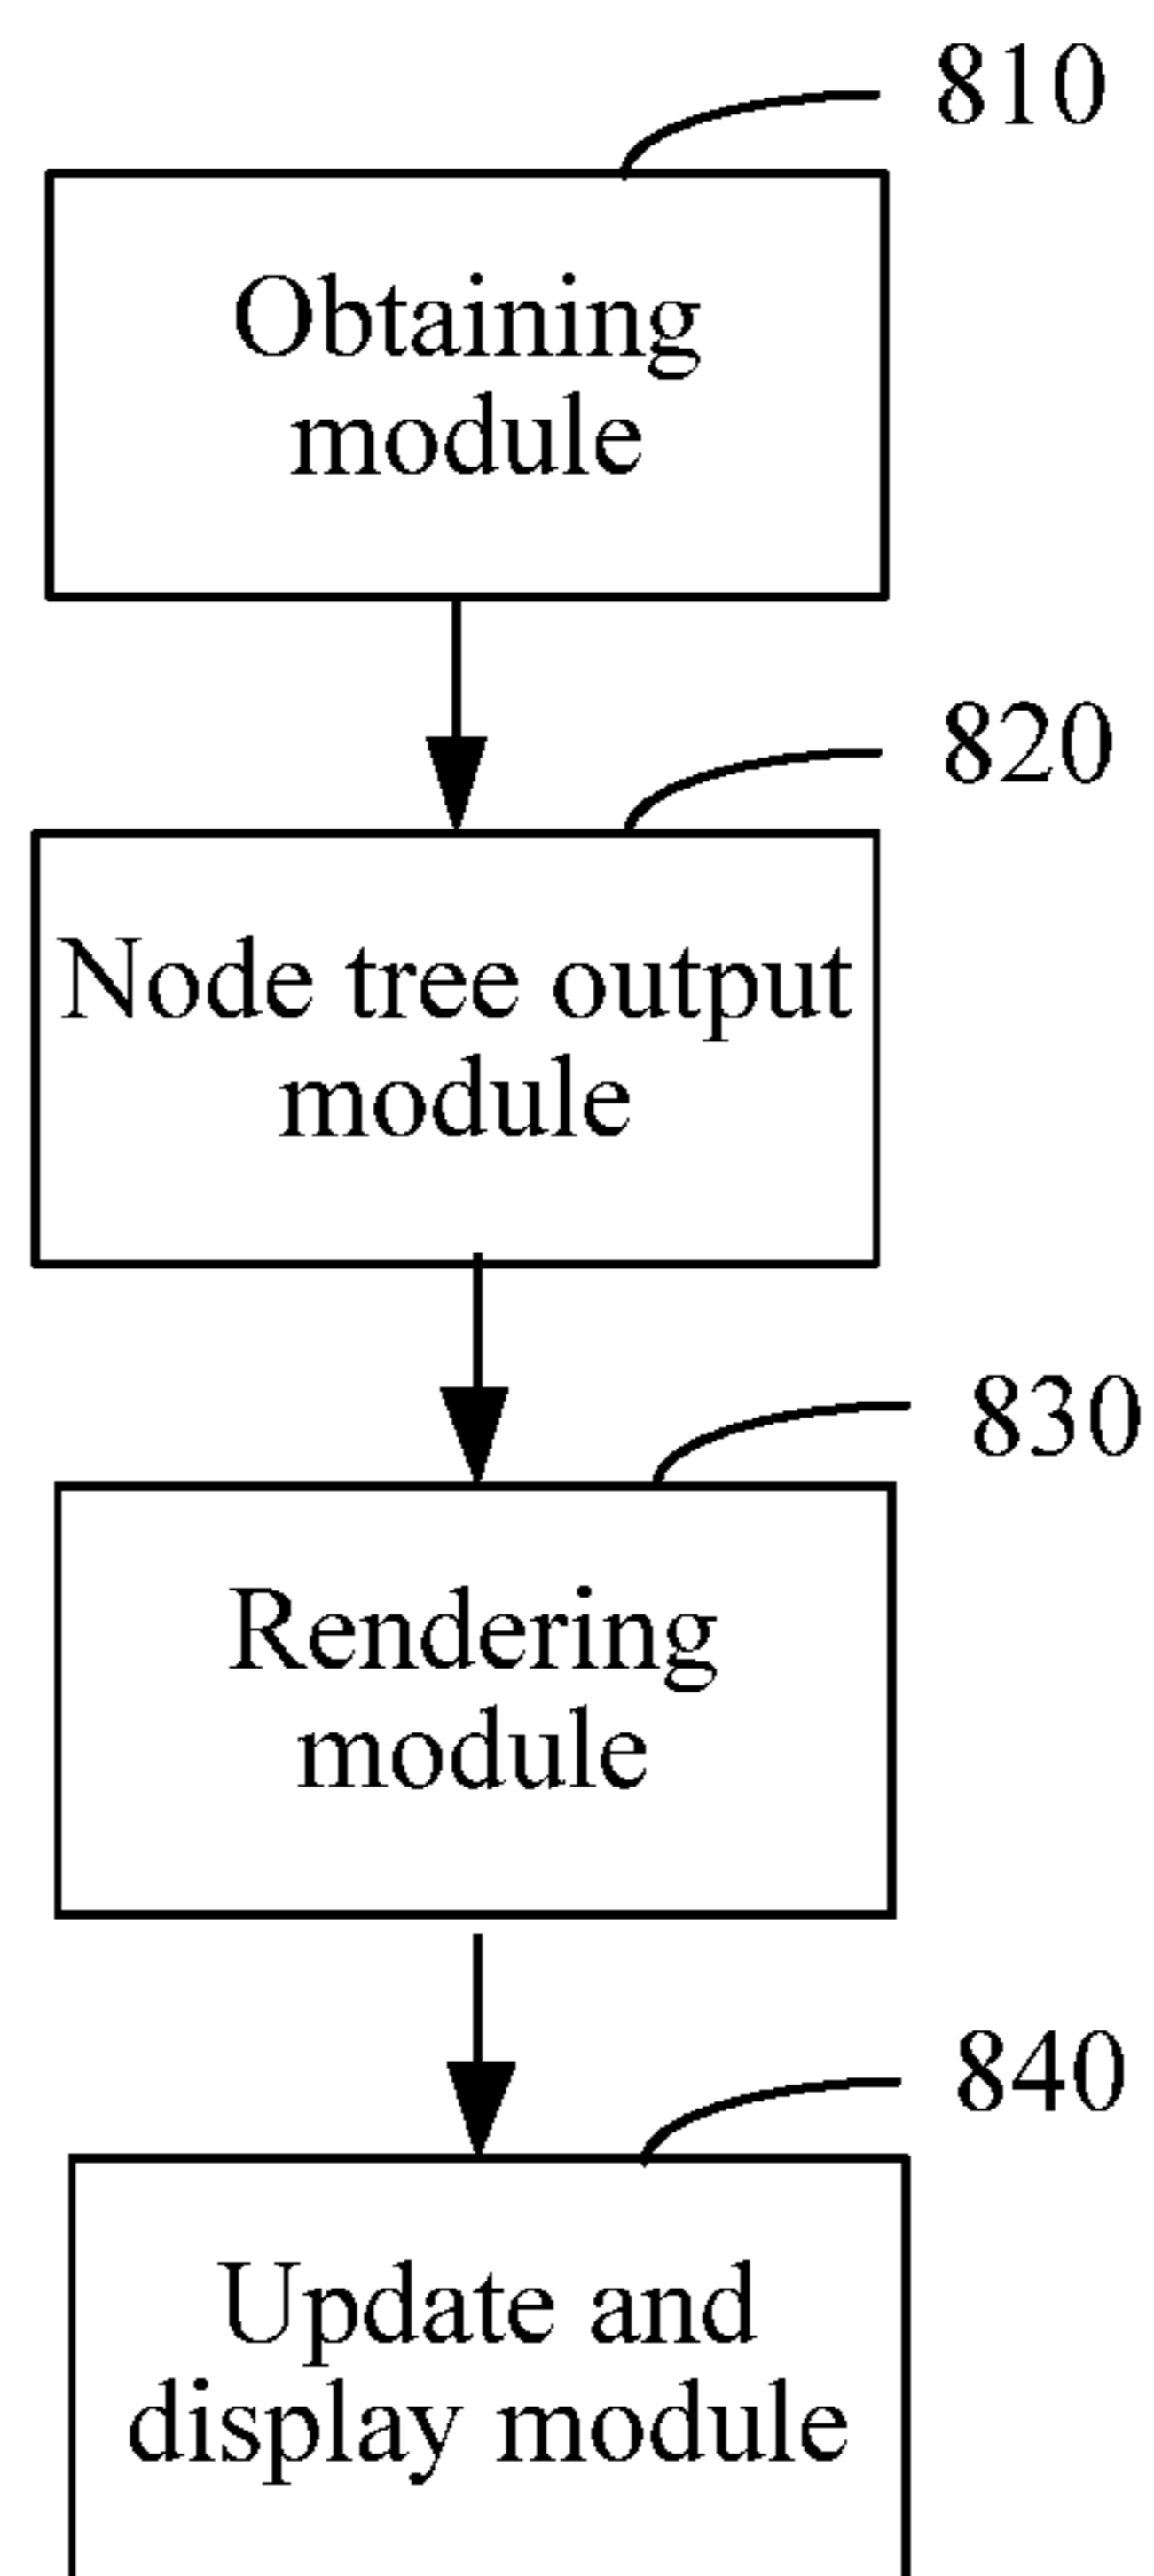 810
Obtaining
module
820
Node tree output
module
830
Rendering
module
840
Update and
display module